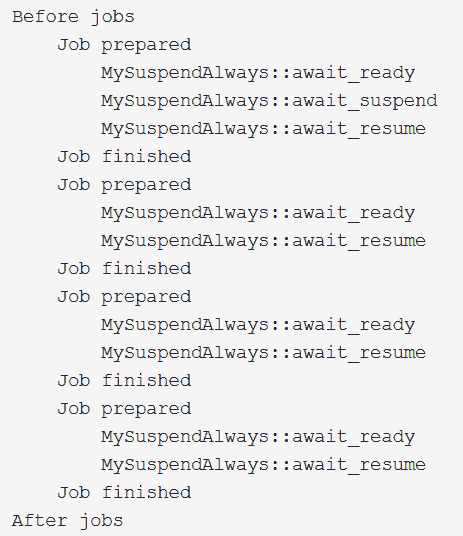 Before jobs
    Job prepared
        MySuspendAlways::await_ready
        MySuspendAlways::await_suspend
        MySuspendAlways::await_resume
    Job finished
    Job prepared
        MySuspendAlways::await_ready
        MySuspendAlways::await_resume
    Job finished
    Job prepared
        MySuspendAlways::await_ready
        MySuspendAlways::await_resume
    Job finished
    Job prepared
        MySuspendAlways::await_ready
        MySuspendAlways::await_resume
    Job finished
After jobs